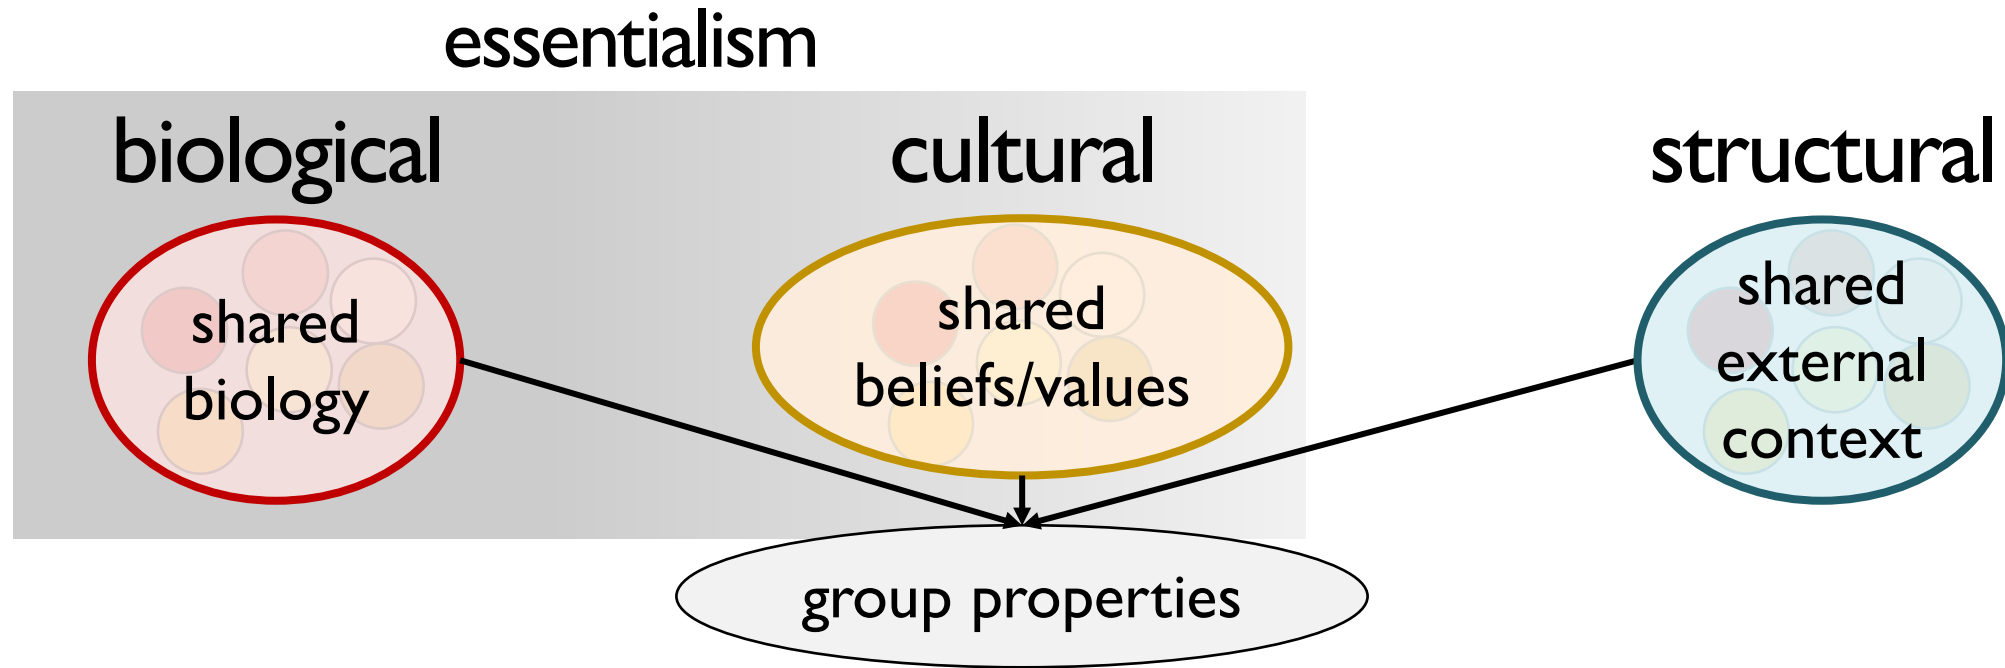 essentialism
biological
cultural
structural
shared
biology
shared
beliefs/values
shared
external
context
group properties